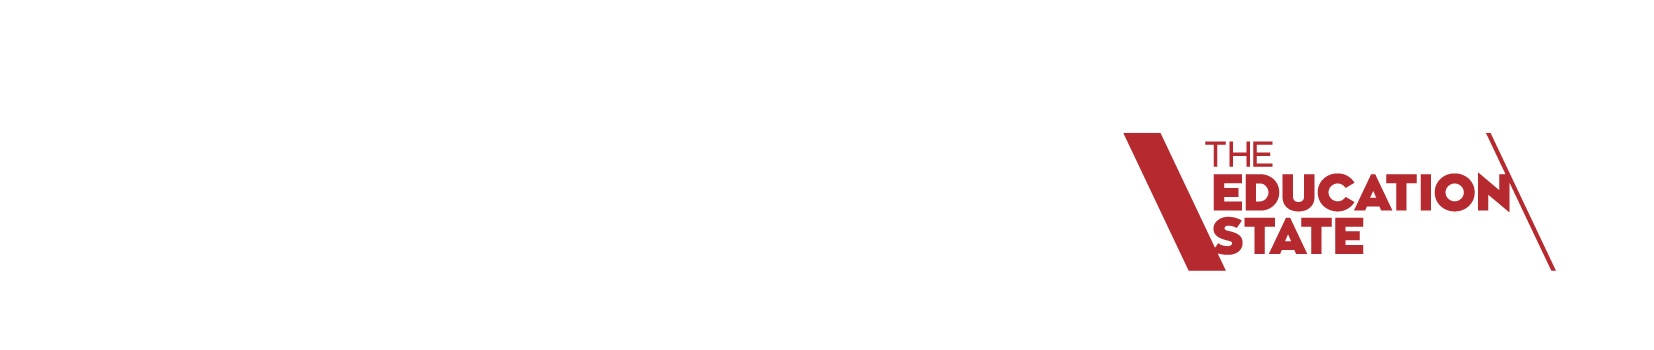 THE
EDUCATION
STATE